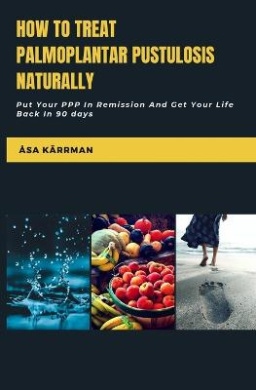 HOW TO TREAT
PALMOPLANTAR PUSTULOSIS
NATURALLY
Put Your PPP In Remission And Get Your Life
Back In 90 days
ÅSA KÄRRMAN